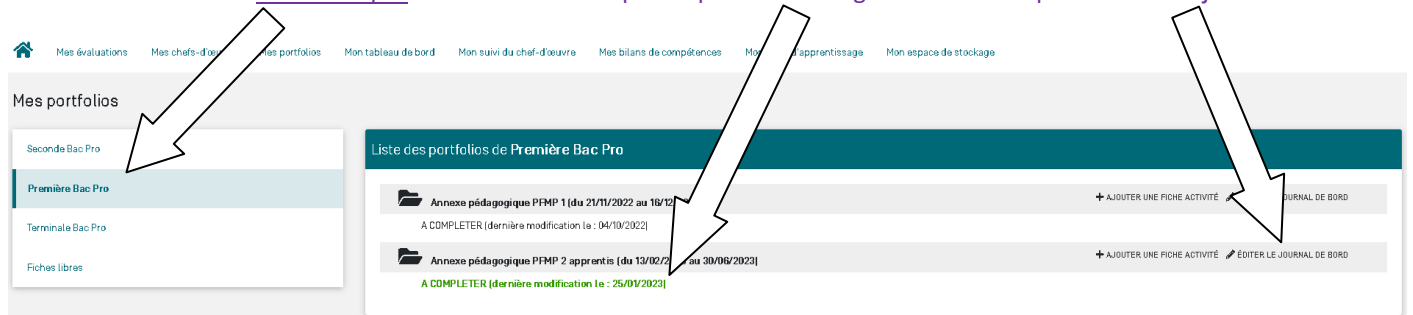 Mes évaluations Mes chefs-d'œu Mes portfolios Mon tableau de bord Mon suivi du chef-d'œuvre Mes bilans de compétences d'apprentissage Mon espace de stockage
Mes portfolios
Seconde Bac Pro
Première Bac Pro
Terminale Bac Pro
Fiches libres
Liste des portfolios de Première Bac Pro
Annexe pédagogique PFMP 1 (du 21/11/2022 au 16/12
+ AJOUTER UNE FICHE ACTIVITÉ JOURNAL DE BORD
A COMPLETER (dernière modification le : 04/10/2022)
Annexe pédagogique PFMP 2 apprentis (du 13/02/ au 30/06/2023)
+ AJOUTER UNE FICHE ACTIVITÉ ÉDITER LE JOURNAL DE BORD
A COMPLETER (dernière modification le : 25/01/2023)